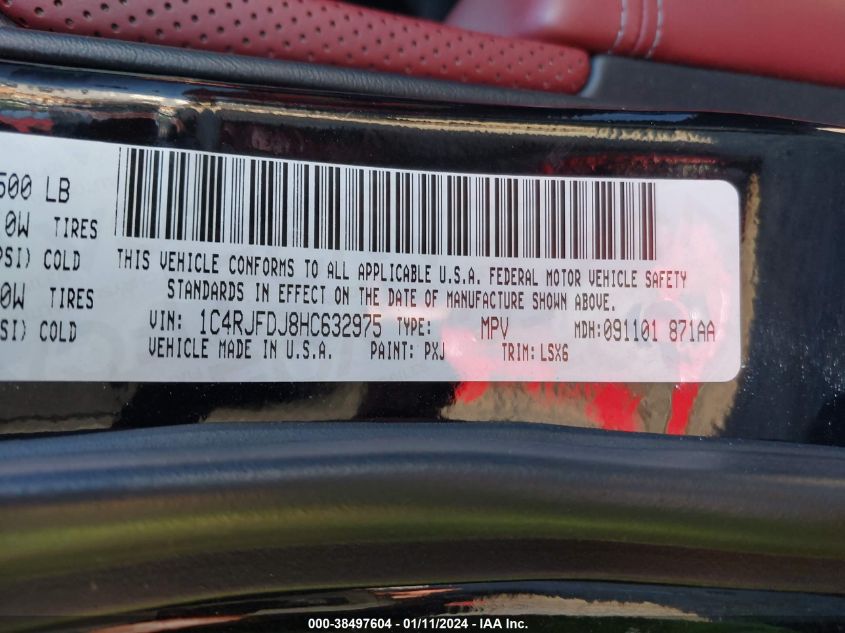 500 LB
0W TIRES
PSI) COLD
0W TIRES
SI) COLD
THIS VEHICLE CONFORMS TO ALL APPLICABLE U.S.A. FEDERAL MOTOR VEHICLE SAFETY
STANDARDS IN EFFECT ON THE DATE OF MANUFACTURE SHOWN ABOVE.
VIN: 1C4RJFDJ8HC632975 TYPE: MPV MDH:091101 871AA
VEHICLE MADE IN U.S.A. PAINT: PXJ TRIM: LSX6
000-38497604 - 01/11/2024 - IAA Inc.